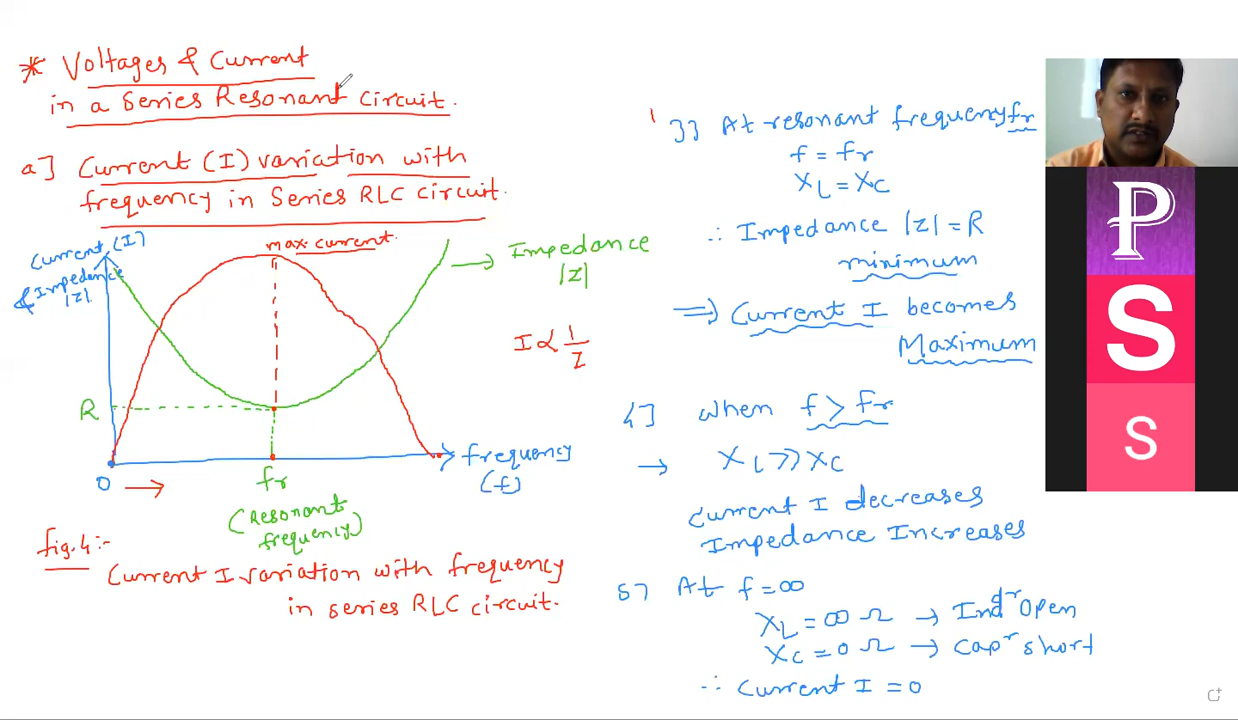 * Voltages & Current
in a Series Resonant Circuit.
a] Current (I) variation with
frequency in Series RLC circuit.
Current (I)
& Impedance
|Z|
max. current.
Impedance
|Z|
I ∝ 1/Z
R
0
fr
(Resonant
frequency)
frequency
(f)
fig. 4 :-
Current I variation with frequency
in series RLC circuit.
3] At resonant frequency fr
f = fr
XL = XC
∴ Impedance |Z| = R
minimum
⇒ Current I becomes
Maximum
4] when f > fr
→ XL >> XC
Current I decreases
Impedance Increases
5] At f = ∞
XL = ∞ Ω → Indr Open
XC = 0 Ω → Capr short
∴ Current I = 0
P
S
S